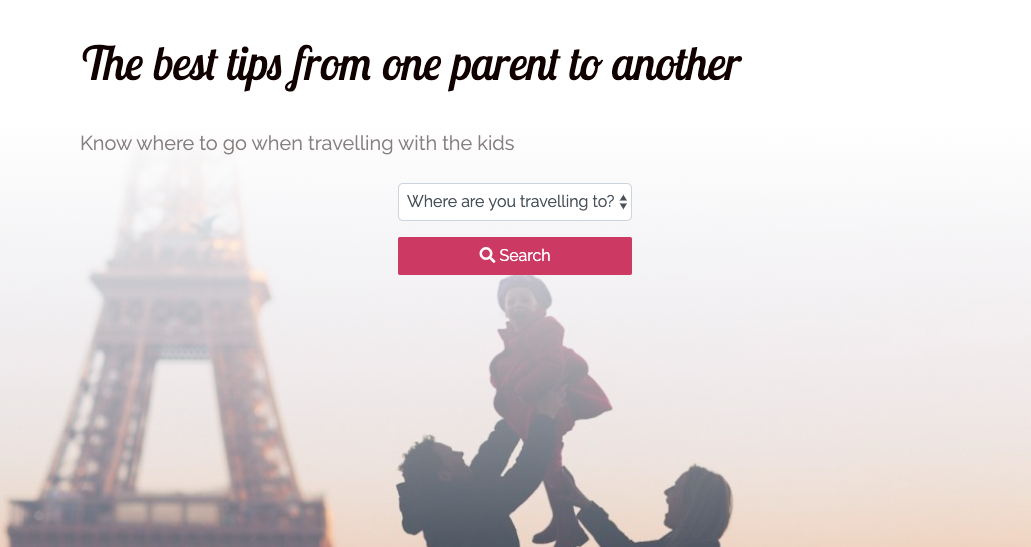 The best tips from one parent to another
Know where to go when travelling with the kids
Where are you travelling to?
Search